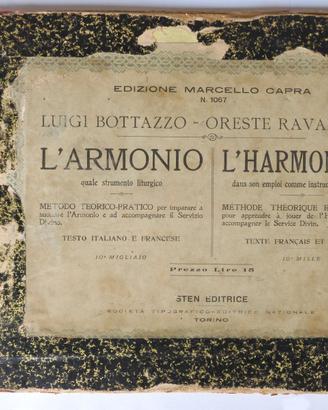 EDIZIONE MARCELLO CAPRA
N. 1067
LUIGI BOTTAZZO - ORESTE RAVA
L'ARMONIO
quale strumento liturgico
METODO TEORICO-PRATICO per imparare a
suonare l'Armonio e ad accompagnare il Servizio
Divino.
TESTO ITALIANO E FRANCESE
10° MIGLIAIO
L'HARMO
dans son emploi comme instru
METHODE THEORIQUE E
pour apprendre à jouer de l'H
accompagner le Service Divin.
TEXTE FRANÇAIS ET
10° MILLE
Prezzo Lire 15
STEN EDITRICE
SOCIETÀ TIPOGRAFICO-EDITRICE NAZIONALE
TORINO